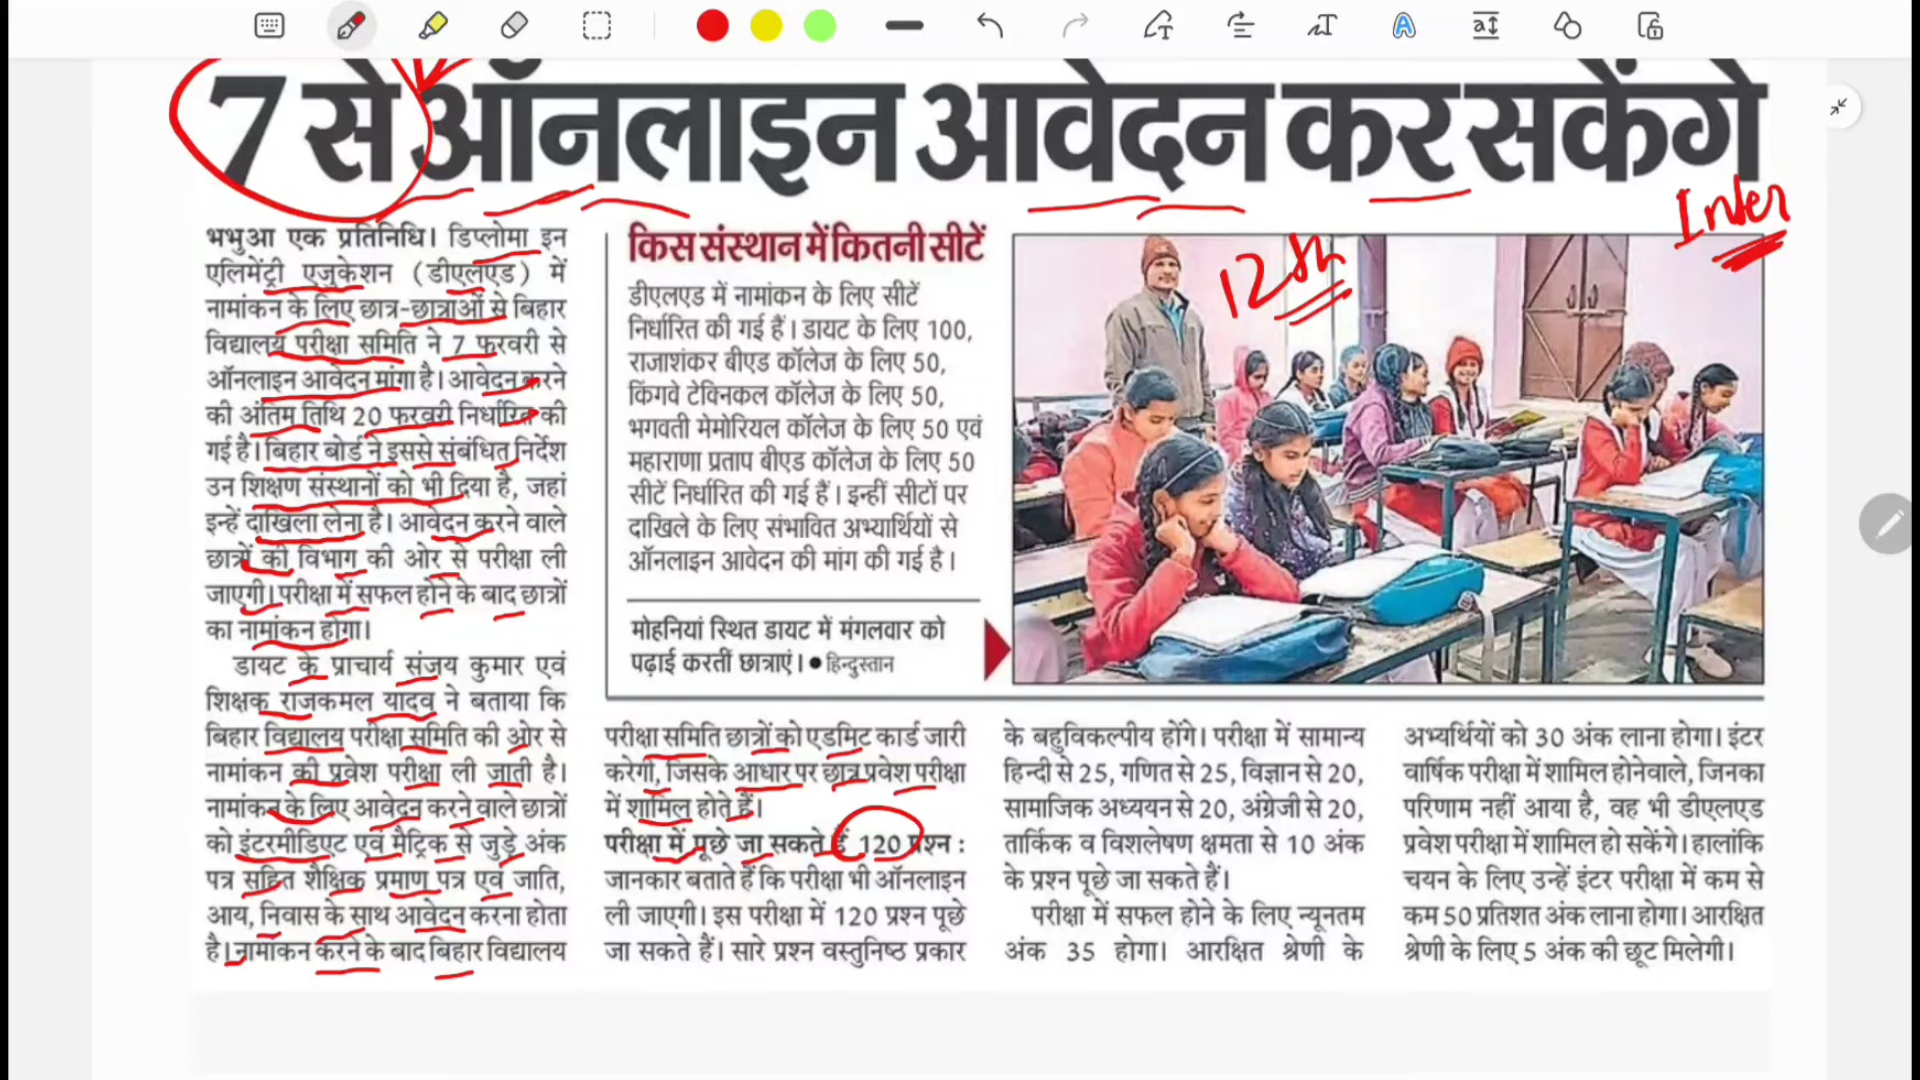 7 से ऑनलाइन आवेदन कर सकेंगे
Inter
12th
भभुआ एक प्रतिनिधि। डिप्लोमा इन
एलिमेंट्री एजुकेशन (डीएलएड) में
नामांकन के लिए छात्र-छात्राओं से बिहार
विद्यालय परीक्षा समिति ने 7 फरवरी से
ऑनलाइन आवेदन मांगा है। आवेदन करने
की अंतिम तिथि 20 फरवरी निर्धारित की
गई है। बिहार बोर्ड ने इससे संबंधित निर्देश
उन शिक्षण संस्थानों को भी दिया है, जहां
इन्हें दाखिला लेना है। आवेदन करने वाले
छात्रों की विभाग की ओर से परीक्षा ली
जाएगी। परीक्षा में सफल होने के बाद छात्रों
का नामांकन होगा।
डायट के प्राचार्य संजय कुमार एवं
शिक्षक राजकमल यादव ने बताया कि
बिहार विद्यालय परीक्षा समिति की ओर से
नामांकन की प्रवेश परीक्षा ली जाती है।
नामांकन के लिए आवेदन करने वाले छात्रों
को इंटरमीडिएट एवं मैट्रिक से जुड़े अंक
पत्र सहित शैक्षिक प्रमाण पत्र एवं जाति,
आय, निवास के साथ आवेदन करना होता
है। नामांकन करने के बाद बिहार विद्यालय
किस संस्थान में कितनी सीटें
डीएलएड में नामांकन के लिए सीटें
निर्धारित की गई हैं। डायट के लिए 100,
राजाशंकर बीएड कॉलेज के लिए 50,
किंगवे टेक्निकल कॉलेज के लिए 50,
भगवती मेमोरियल कॉलेज के लिए 50 एवं
महाराणा प्रताप बीएड कॉलेज के लिए 50
सीटें निर्धारित की गई हैं। इन्हीं सीटों पर
दाखिले के लिए संभावित अभ्यार्थियों से
ऑनलाइन आवेदन की मांग की गई है।
मोहनियां स्थित डायट में मंगलवार को
पढ़ाई करतीं छात्राएं। ● हिन्दुस्तान
परीक्षा समिति छात्रों को एडमिट कार्ड जारी
करेगी, जिसके आधार पर छात्र प्रवेश परीक्षा
में शामिल होते हैं।
परीक्षा में पूछे जा सकते हैं 120 प्रश्न :
जानकार बताते हैं कि परीक्षा भी ऑनलाइन
ली जाएगी। इस परीक्षा में 120 प्रश्न पूछे
जा सकते हैं। सारे प्रश्न वस्तुनिष्ठ प्रकार
के बहुविकल्पीय होंगे। परीक्षा में सामान्य
हिन्दी से 25, गणित से 25, विज्ञान से 20,
सामाजिक अध्ययन से 20, अंग्रेजी से 20,
तार्किक व विशलेषण क्षमता से 10 अंक
के प्रश्न पूछे जा सकते हैं।
परीक्षा में सफल होने के लिए न्यूनतम
अंक 35 होगा। आरक्षित श्रेणी के
अभ्यर्थियों को 30 अंक लाना होगा। इंटर
वार्षिक परीक्षा में शामिल होनेवाले, जिनका
परिणाम नहीं आया है, वह भी डीएलएड
प्रवेश परीक्षा में शामिल हो सकेंगे। हालांकि
चयन के लिए उन्हें इंटर परीक्षा में कम से
कम 50 प्रतिशत अंक लाना होगा। आरक्षित
श्रेणी के लिए 5 अंक की छूट मिलेगी।